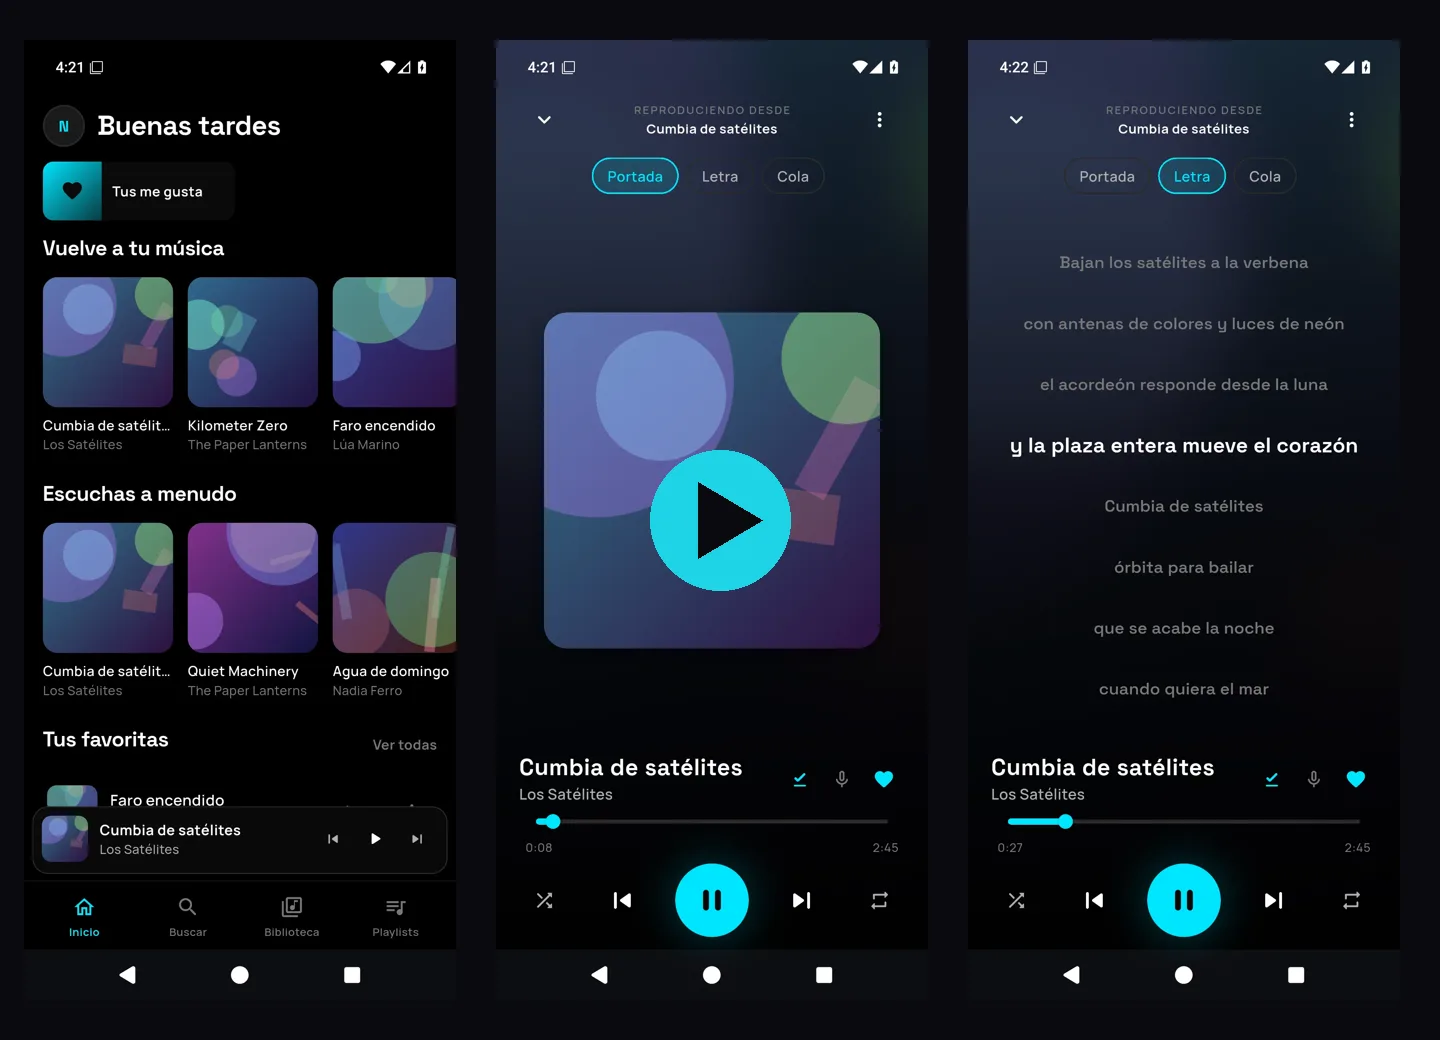 4:21
N
Buenas tardes
Tus me gusta
Vuelve a tu música
Cumbia de satélit...
Los Satélites
Kilometer Zero
The Paper Lanterns
Faro encendido
Lúa Marino
Escuchas a menudo
Cumbia de satélit...
Los Satélites
Quiet Machinery
The Paper Lanterns
Agua de domingo
Nadia Ferro
Tus favoritas
Ver todas
Faro encendido
Cumbia de satélites
Los Satélites
Inicio
Buscar
Biblioteca
Playlists
4:21
REPRODUCIENDO DESDE
Cumbia de satélites
Portada
Letra
Cola
Cumbia de satélites
Los Satélites
0:08
2:45
4:22
REPRODUCIENDO DESDE
Cumbia de satélites
Portada
Letra
Cola
Bajan los satélites a la verbena
con antenas de colores y luces de neón
el acordeón responde desde la luna
y la plaza entera mueve el corazón
Cumbia de satélites
órbita para bailar
que se acabe la noche
cuando quiera el mar
Cumbia de satélites
Los Satélites
0:27
2:45